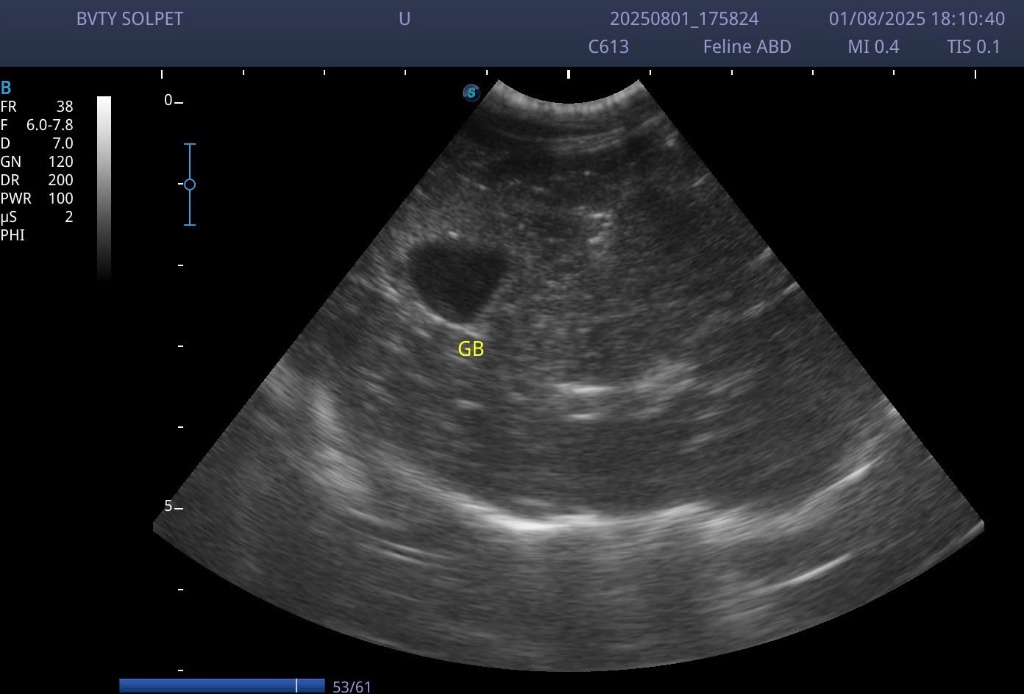 BVTY SOLPET U 20250801_175824 01/08/2025 18:10:40
C613 Feline ABD MI 0.4 TIS 0.1
B
FR 38
F 6.0-7.8
D 7.0
GN 120
DR 200
PWR 100
µS 2
PHI
S
0
GB
5
53/61